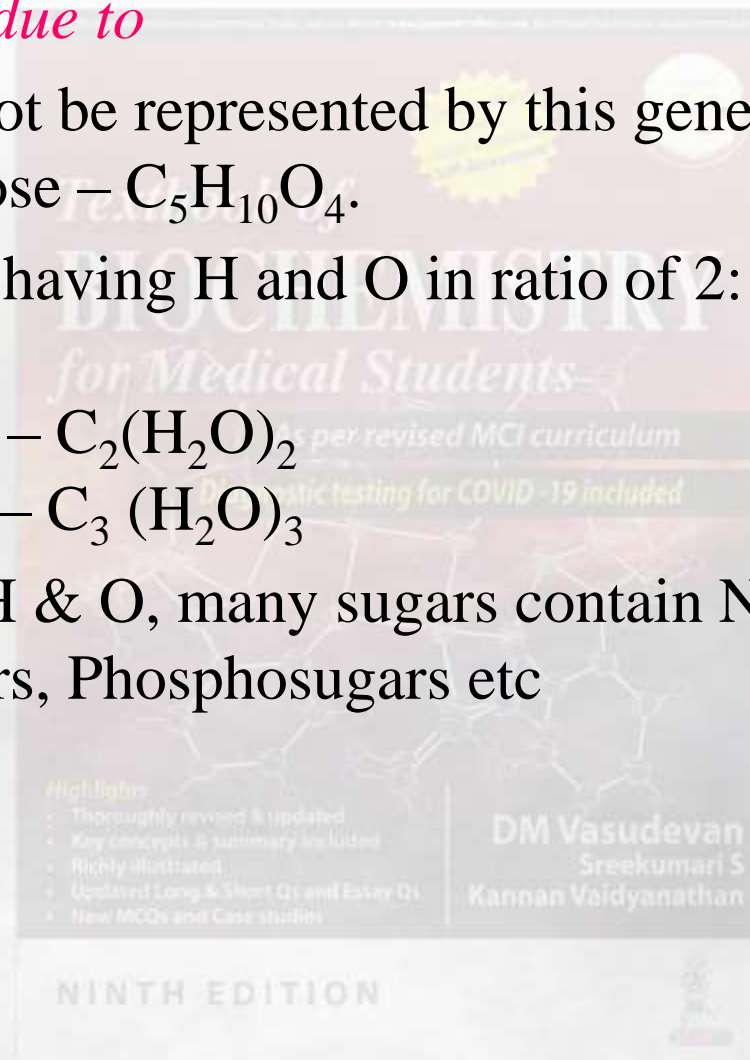 due to
ot be represented by this gene
ose – C₅H₁₀O₄.
Textbook of
having H and O in ratio of 2:
BIOCHEMISTRY
for Medical Students
– C₂(H₂O)₂
As per revised MCI curriculum
Diagnostic testing for COVID -19 included
– C₃ (H₂O)₃
H & O, many sugars contain N
rs, Phosphosugars etc
Highlights
• Thoroughly revised & updated
• Key concepts & summary included
• Richly illustrated
• Updated Long & Short Qs and Essay Qs
• New MCQs and Case studies
DM Vasudevan
Sreekumari S
Kannan Vaidyanathan
NINTH EDITION